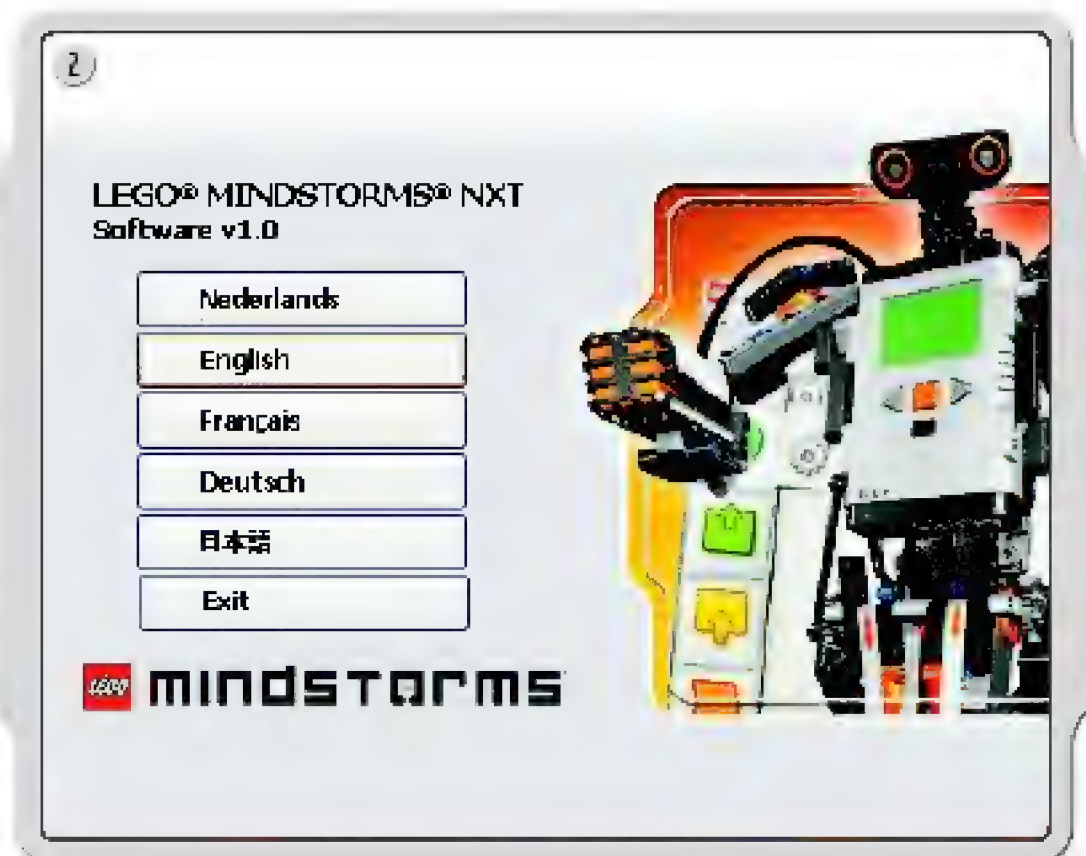 2
LEGO® MINDSTORMS® NXT
Software v1.0
Nederlands
English
Français
Deutsch
日本語
Exit
LEGO mindstorms